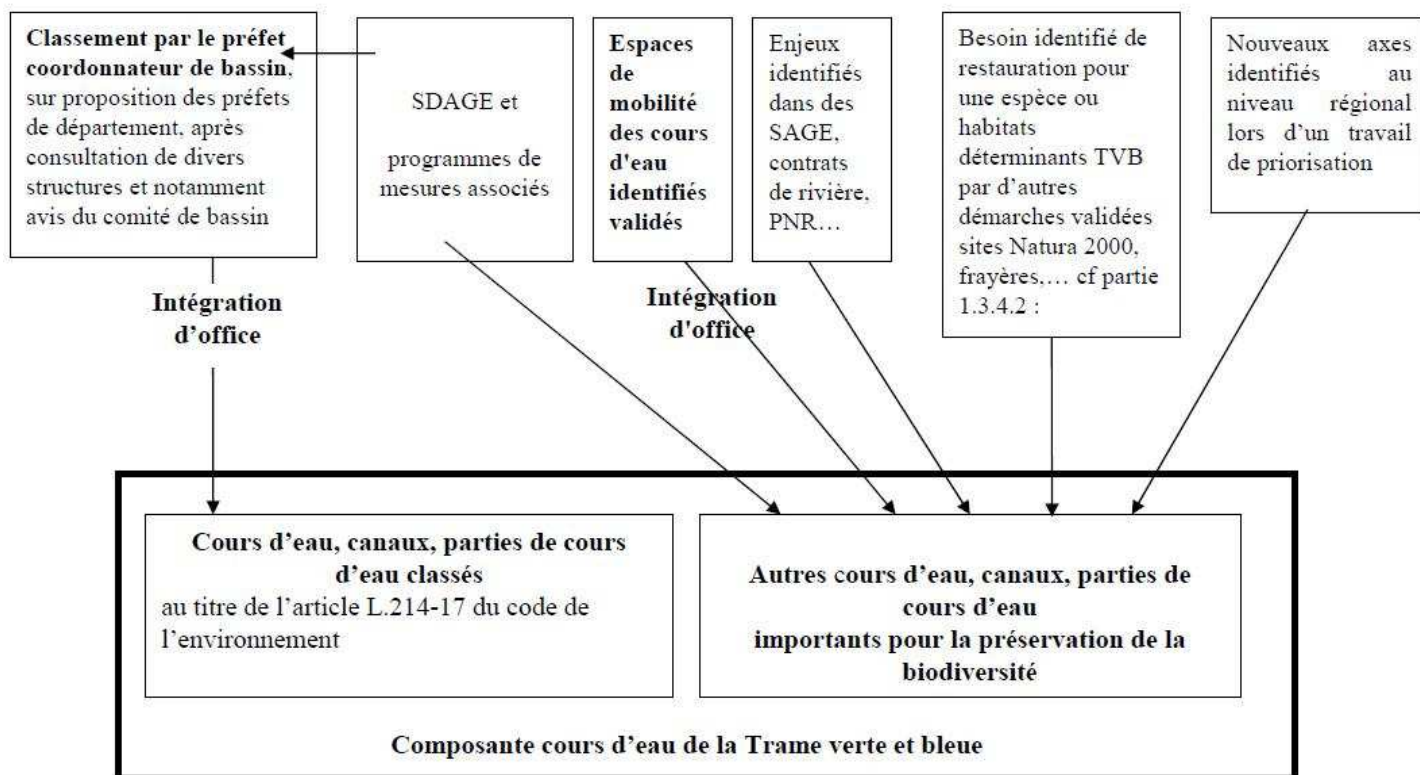 Classement par le préfet
coordonnateur de bassin,
sur proposition des préfets
de département, après
consultation de divers
structures et notamment
avis du comité de bassin
SDAGE et
programmes de
mesures associés
Espaces
de
mobilité
des cours
d'eau
identifiés
validés
Enjeux
identifiés
dans des
SAGE,
contrats
de rivière,
PNR…
Besoin identifié de
restauration pour
une espèce ou
habitats
déterminants TVB
par d'autres
démarches validées
sites Natura 2000,
frayères,… cf partie
1.3.4.2 :
Nouveaux axes
identifiés au
niveau régional
lors d'un travail
de priorisation
Intégration
d'office
Intégration
d'office
Cours d'eau, canaux, parties de cours
d'eau classés
au titre de l'article L.214-17 du code de
l'environnement
Autres cours d'eau, canaux, parties de
cours d'eau
importants pour la préservation de la
biodiversité
Composante cours d'eau de la Trame verte et bleue